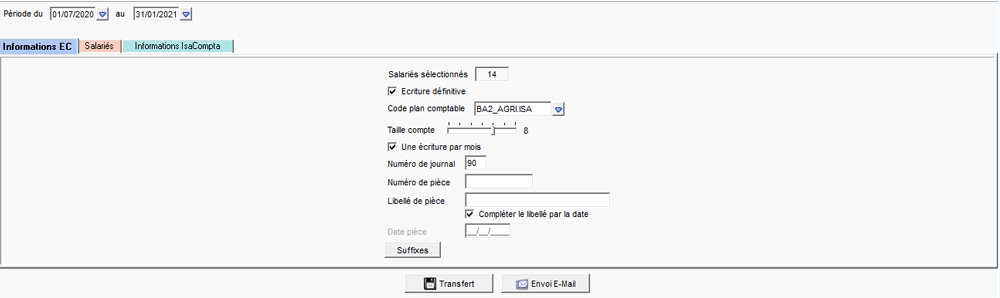 Période du 01/07/2020 au 31/01/2021
Informations EC Salariés Informations IsaCompta
Salariés sélectionnés 14
Ecriture définitive
Code plan comptable BA2_AGRI.ISA
Taille compte 8
Une écriture par mois
Numéro de journal 90
Numéro de pièce
Libellé de pièce
Compléter le libellé par la date
Date pièce __/__/____
Suffixes
Transfert Envoi E-Mail